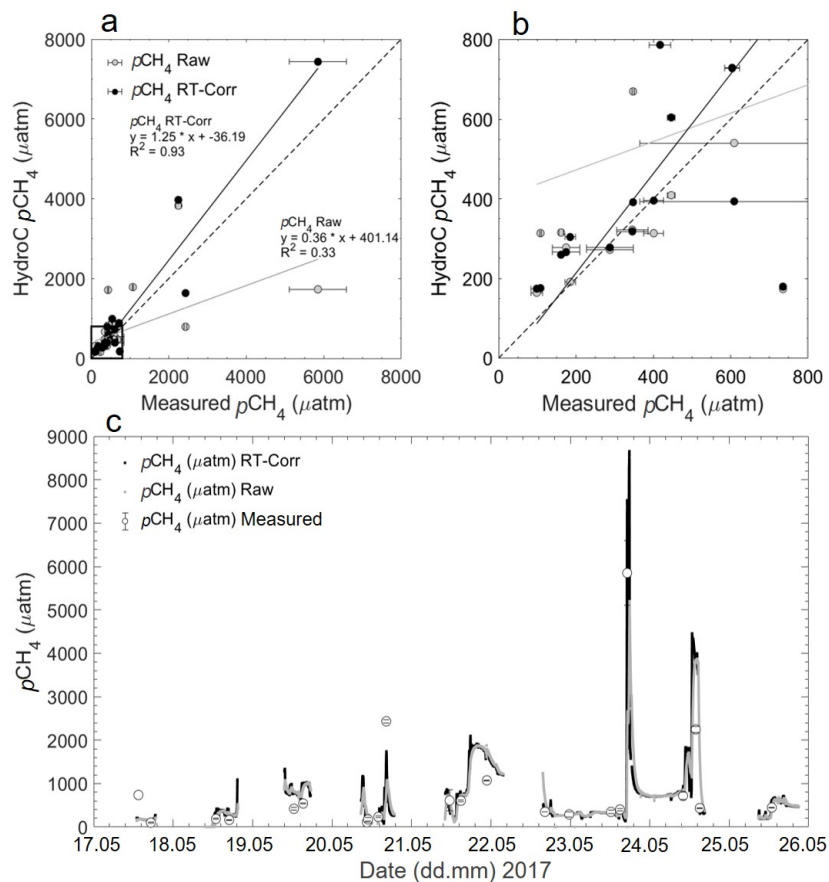 a
8000
6000
4000
2000
0
HydroC pCH4 (μatm)
pCH4 Raw
pCH4 RT-Corr
pCH4 RT-Corr
y = 1.25 * x + -36.19
R2 = 0.93
pCH4 Raw
y = 0.36 * x + 401.14
R2 = 0.33
0 2000 4000 6000 8000
Measured pCH4 (μatm)
b
800
600
400
200
0
HydroC pCH4 (μatm)
0 200 400 600 800
Measured pCH4 (μatm)
c
9000
8000
7000
6000
5000
4000
3000
2000
1000
0
pCH4 (μatm)
pCH4 (μatm) RT-Corr
pCH4 (μatm) Raw
pCH4 (μatm) Measured
17.05 18.05 19.05 20.05 21.05 22.05 23.05 24.05 25.05 26.05
Date (dd.mm) 2017